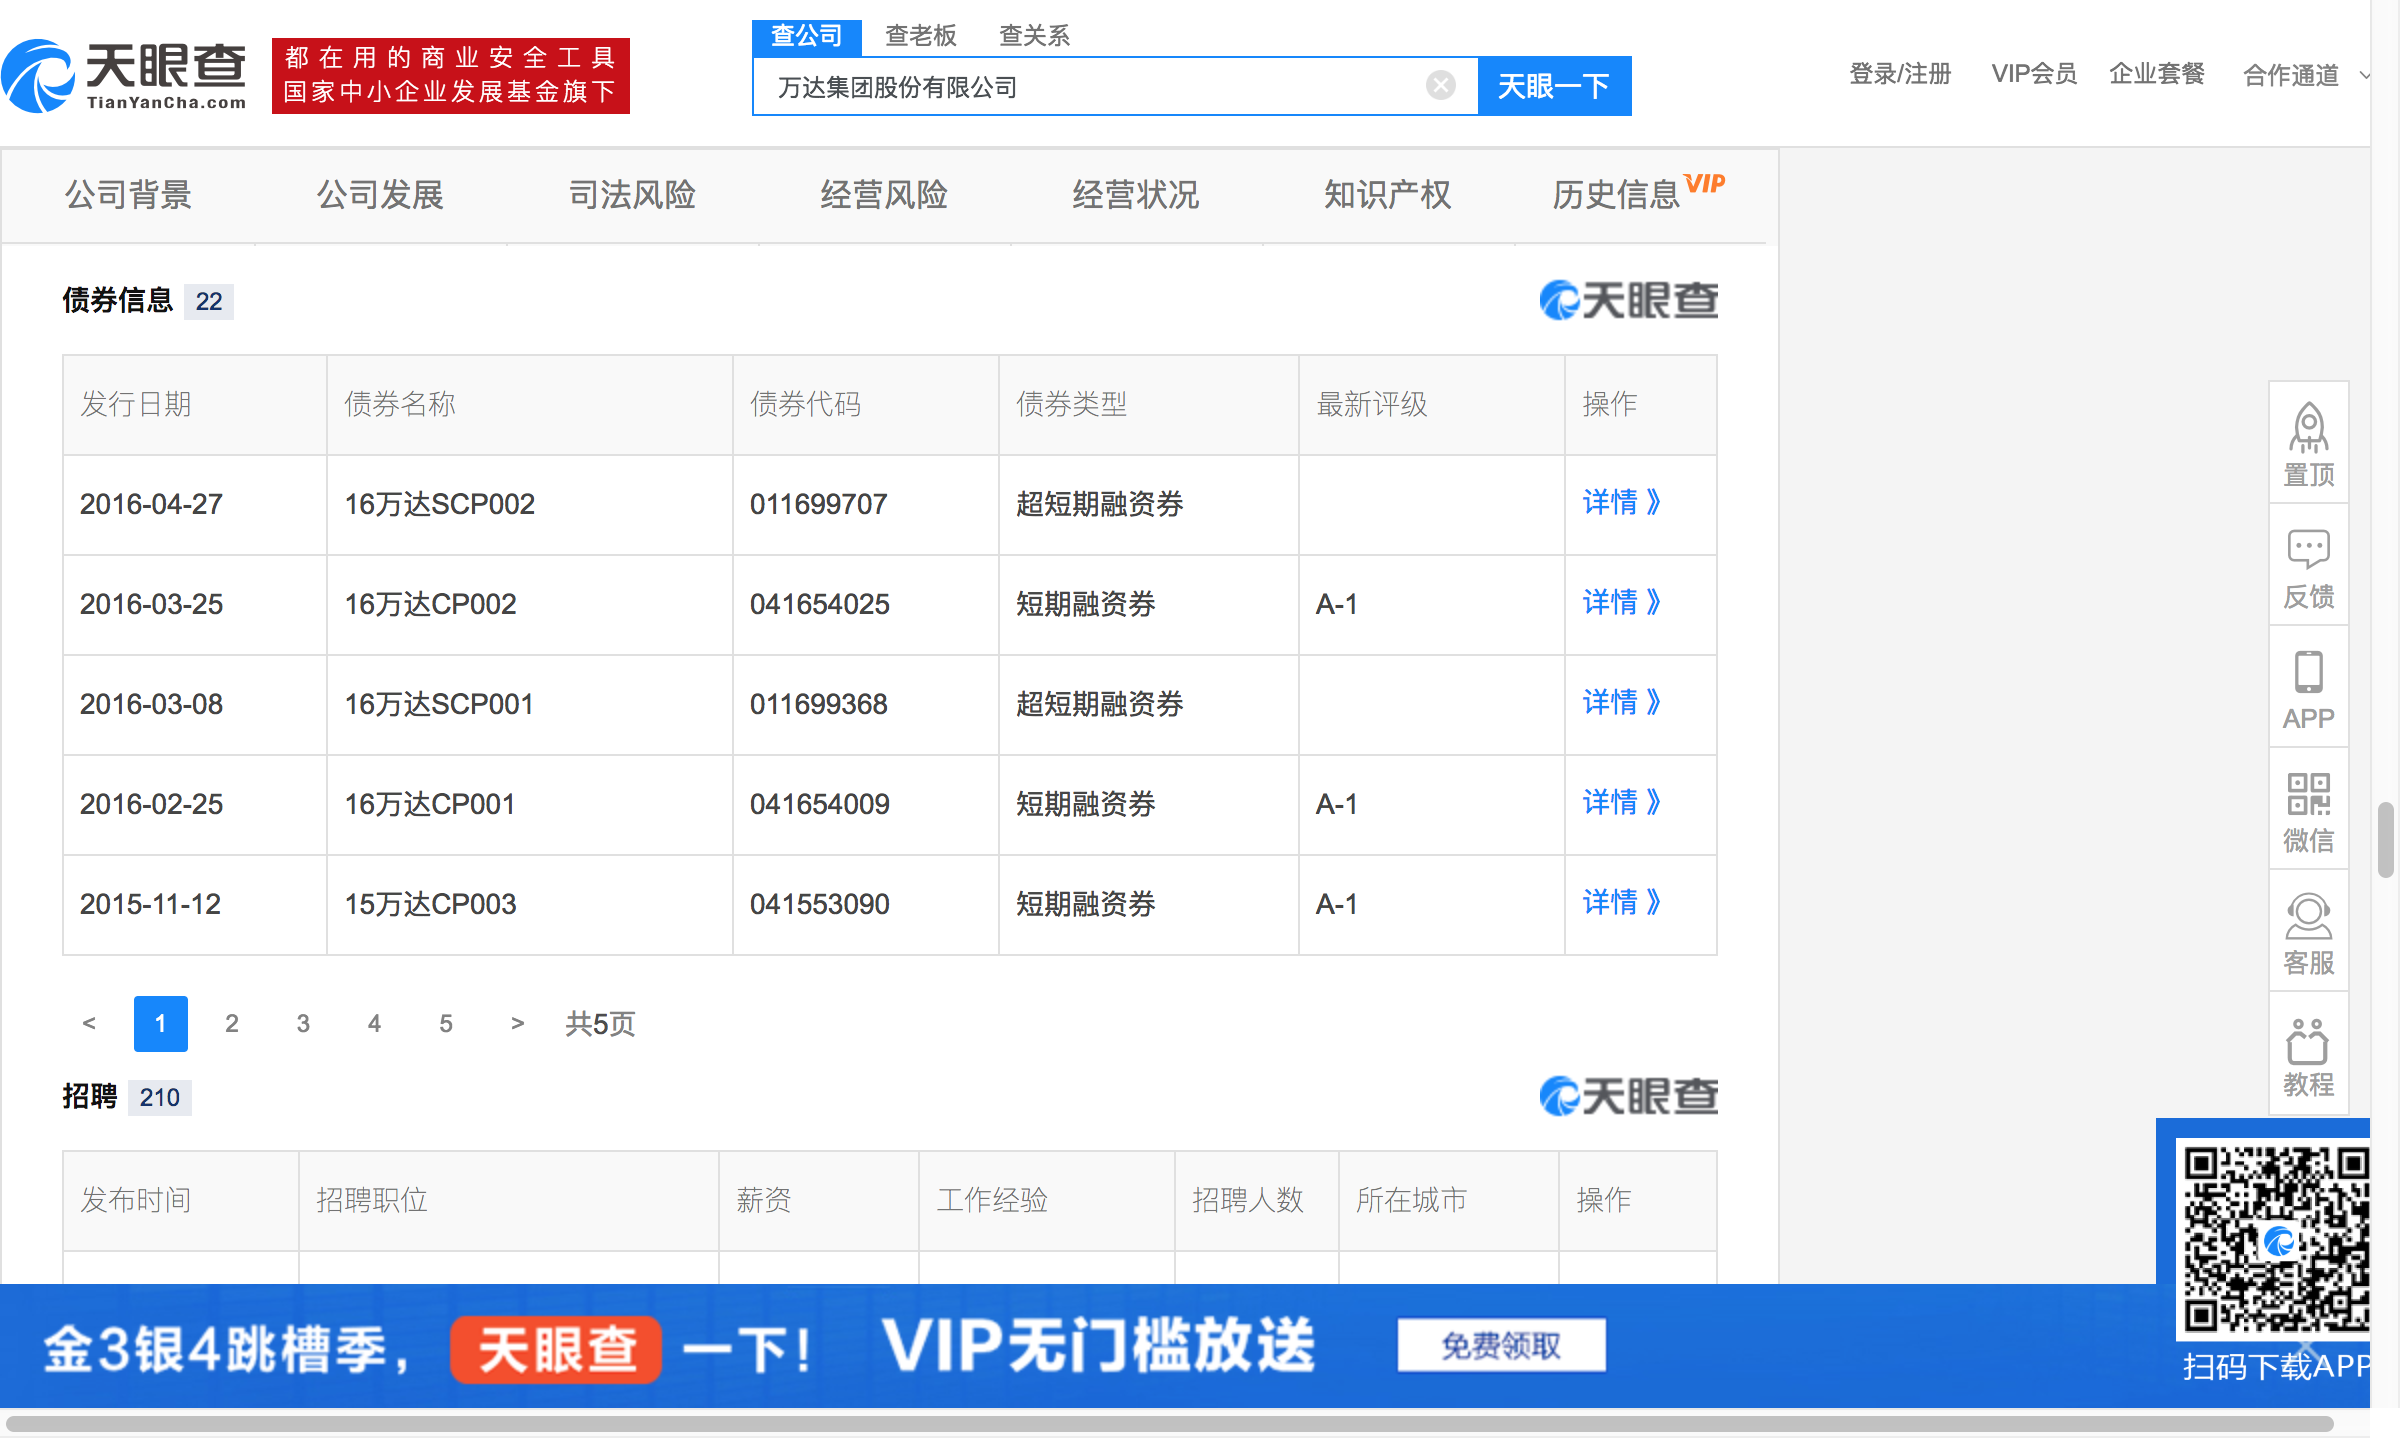 天眼查
TianYanCha.com
都在用的商业安全工具
国家中小企业发展基金旗下
查公司 查老板 查关系
万达集团股份有限公司
天眼一下
登录/注册 VIP会员 企业套餐 合作通道
公司背景 公司发展 司法风险 经营风险 经营状况 知识产权 历史信息 VIP
债券信息 22
天眼查
发行日期 债券名称 债券代码 债券类型 最新评级 操作
2016-04-27 16万达SCP002 011699707 超短期融资券 详情 》
2016-03-25 16万达CP002 041654025 短期融资券 A-1 详情 》
2016-03-08 16万达SCP001 011699368 超短期融资券 详情 》
2016-02-25 16万达CP001 041654009 短期融资券 A-1 详情 》
2015-11-12 15万达CP003 041553090 短期融资券 A-1 详情 》
< 1 2 3 4 5 > 共5页
招聘 210
天眼查
发布时间 招聘职位 薪资 工作经验 招聘人数 所在城市 操作
置顶
反馈
APP
微信
客服
教程
金3银4跳槽季， 天眼查 一下！ VIP无门槛放送 免费领取
扫码下载APP